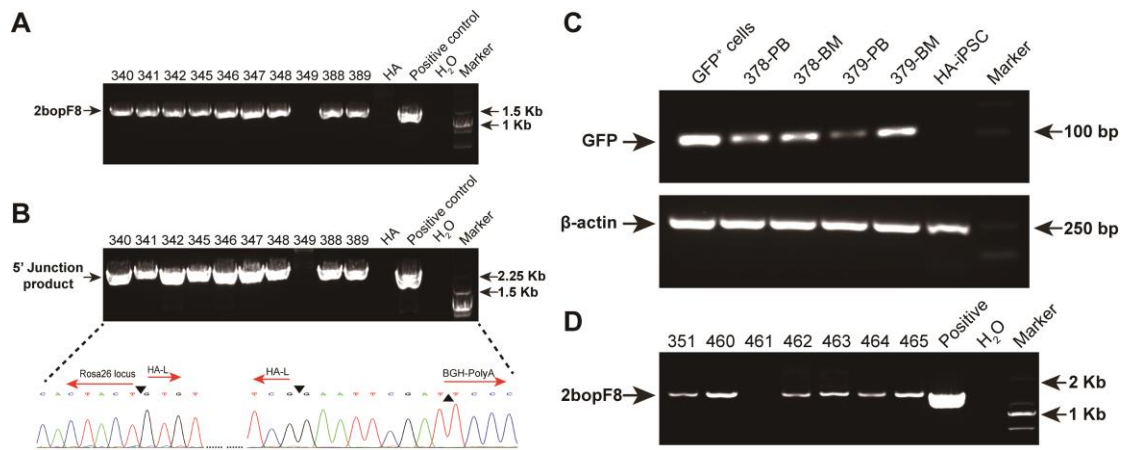 A
340 341 342 345 346 347 348 349 388 389 HA Positive control H2O Marker
2bopF8
1.5 Kb
1 Kb
B
340 341 342 345 346 347 348 349 388 389 HA Positive control H2O Marker
5' Junction
product
2.25 Kb
1.5 Kb
Rosa26 locus HA-L HA-L BGH-PolyA
C A C T A C T G T G T T C G G A A T T C G A T T C C C
C
GFP+ cells 378-PB 378-BM 379-PB 379-BM HA-iPSC Marker
GFP
100 bp
β-actin
250 bp
D
351 460 461 462 463 464 465 Positive H2O Marker
2bopF8
2 Kb
1 Kb